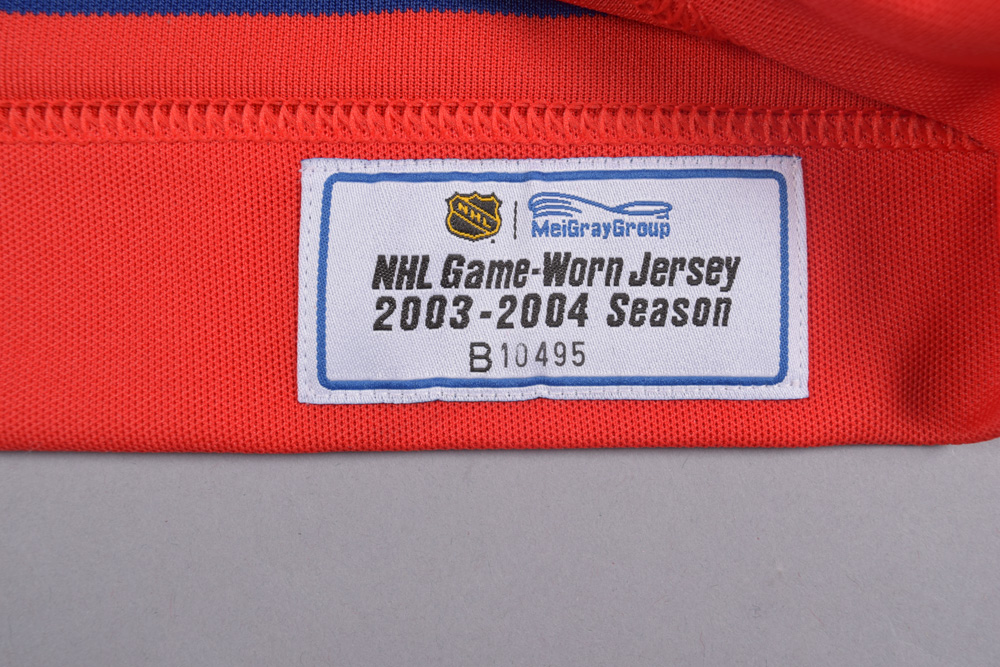 NHL
MeiGrayGroup
NHL Game-Worn Jersey
2003-2004 Season
B10495